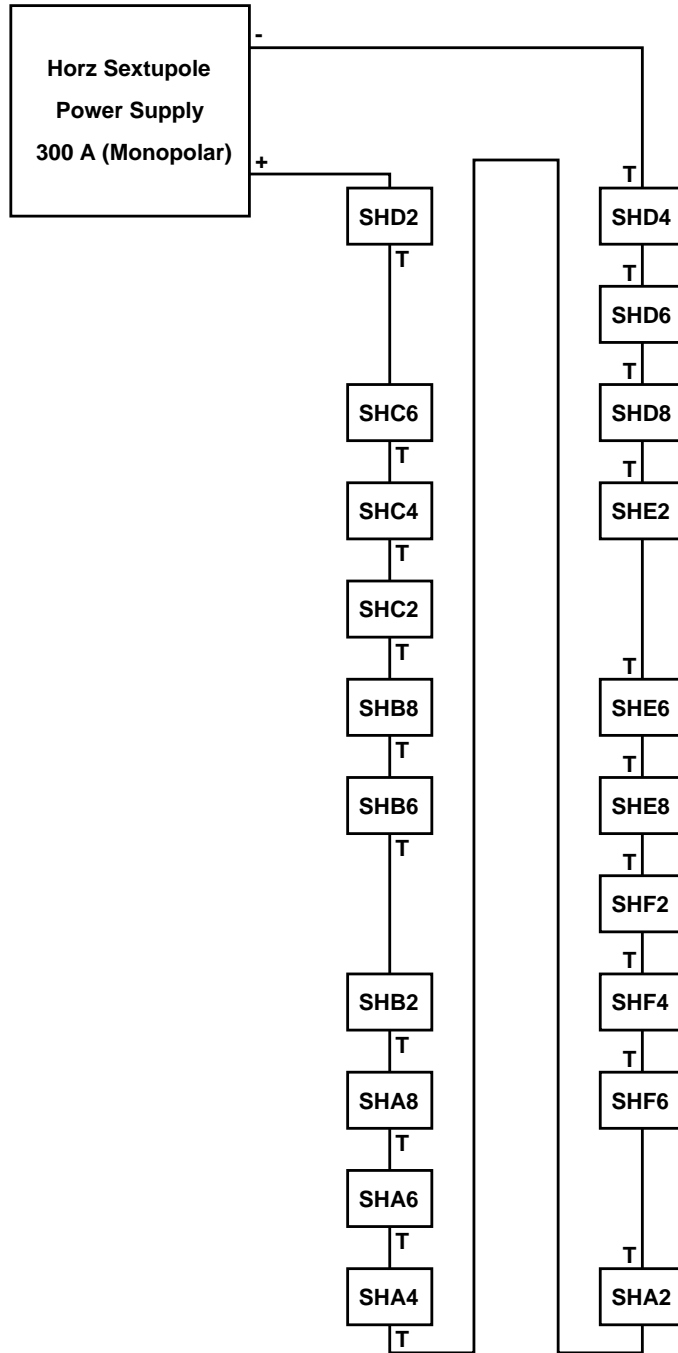 Horz Sextupole
Power Supply
300 A (Monopolar)
-
+
SHD2
T
SHC6
T
SHC4
T
SHC2
T
SHB8
T
SHB6
T
SHB2
T
SHA8
T
SHA6
T
SHA4
T
T
SHD4
T
SHD6
T
SHD8
T
SHE2
T
SHE6
T
SHE8
T
SHF2
T
SHF4
T
SHF6
T
SHA2